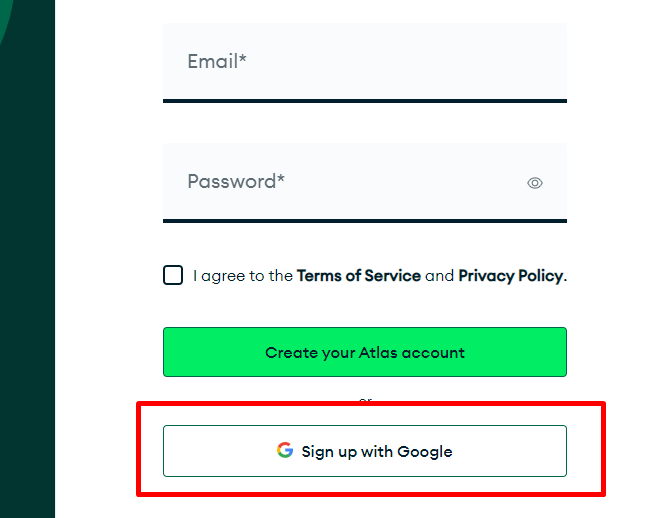 Email*
Password*
I agree to the Terms of Service and Privacy Policy.
Create your Atlas account
or
Sign up with Google